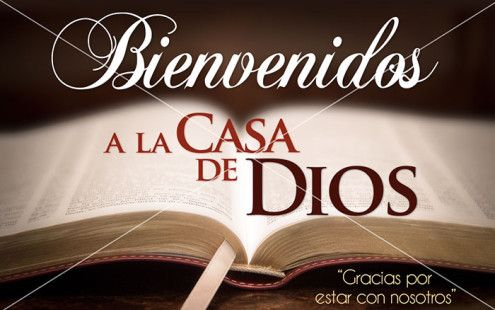 Bienvenidos
A LA CASA
DE DIOS
“Gracias por
estar con nosotros”